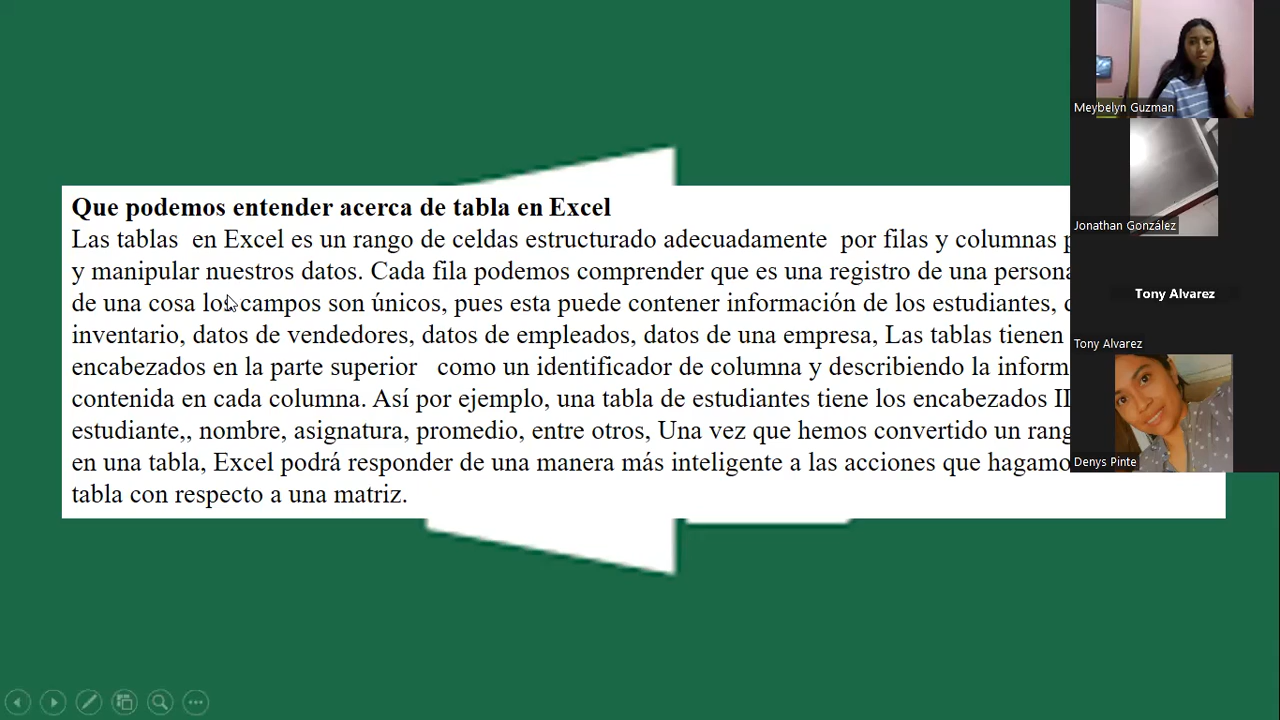 Que podemos entender acerca de tabla en Excel
Las tablas en Excel es un rango de celdas estructurado adecuadamente por filas y columnas
y manipular nuestros datos. Cada fila podemos comprender que es una registro de una persona
de una cosa los campos son únicos, pues esta puede contener información de los estudiantes,
inventario, datos de vendedores, datos de empleados, datos de una empresa, Las tablas tienen
encabezados en la parte superior como un identificador de columna y describiendo la inform
contenida en cada columna. Así por ejemplo, una tabla de estudiantes tiene los encabezados
estudiante,, nombre, asignatura, promedio, entre otros, Una vez que hemos convertido un rang
en una tabla, Excel podrá responder de una manera más inteligente a las acciones que hagamo
tabla con respecto a una matriz.
Meybelyn Guzman
Jonathan González
Tony Alvarez
Tony Alvarez
Denys Pinte